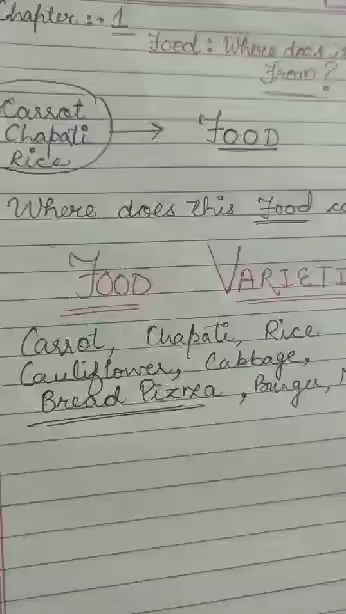 Chapter :- 1
Food : Where does i
From ?
Carrot
Chapati
Rice
FOOD
Where does this Food co
FOOD VARIETI
Carrot, Chapati, Rice
Cauliflower, Cabbage,
Bread Pizza, Burger,